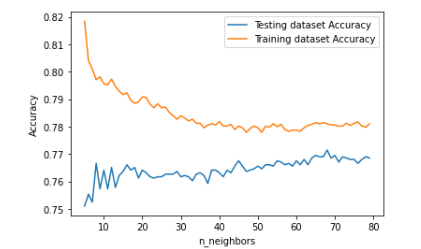 0.82
0.81
0.80
0.79
0.78
0.77
0.76
0.75
Accuracy
Testing dataset Accuracy
Training dataset Accuracy
10 20 30 40 50 60 70 80
n_neighbors